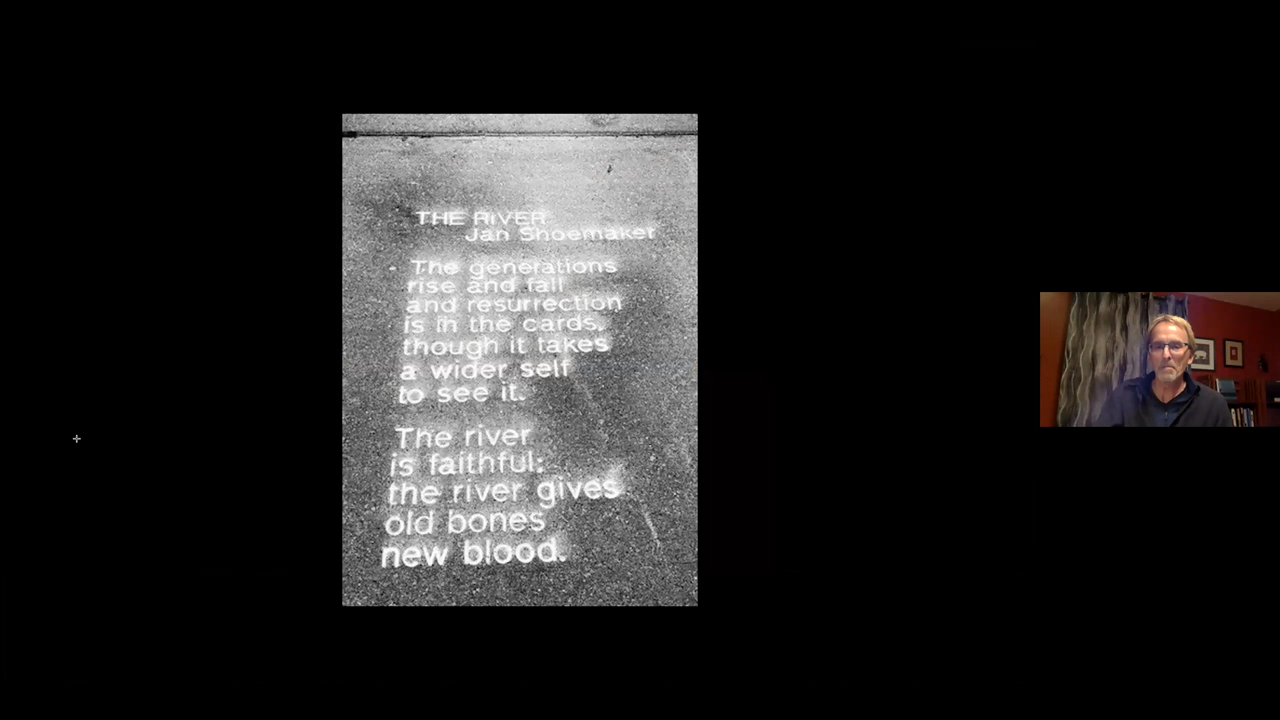 THE RIVER
Jan Shoemaker
The generations
rise and fall
and resurrection
is in the cards,
though it takes
a wider self
to see it.
The river
is faithful:
the river gives
old bones
new blood.